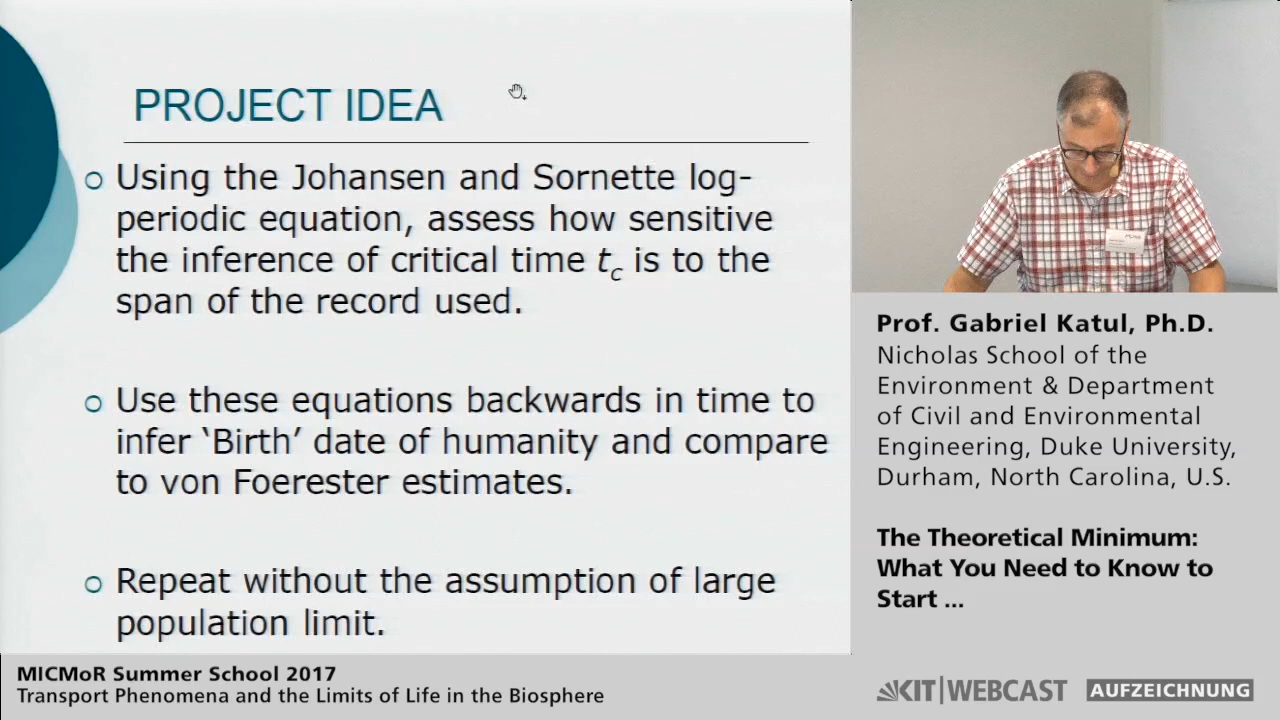 PROJECT IDEA
Using the Johansen and Sornette log-
periodic equation, assess how sensitive
the inference of critical time tc is to the
span of the record used.
Use these equations backwards in time to
infer ‘Birth’ date of humanity and compare
to von Foerester estimates.
Repeat without the assumption of large
population limit.
Prof. Gabriel Katul, Ph.D.
Nicholas School of the
Environment & Department
of Civil and Environmental
Engineering, Duke University,
Durham, North Carolina, U.S.
The Theoretical Minimum:
What You Need to Know to
Start ...
MICMoR Summer School 2017
Transport Phenomena and the Limits of Life in the Biosphere
KIT|WEBCAST AUFZEICHNUNG